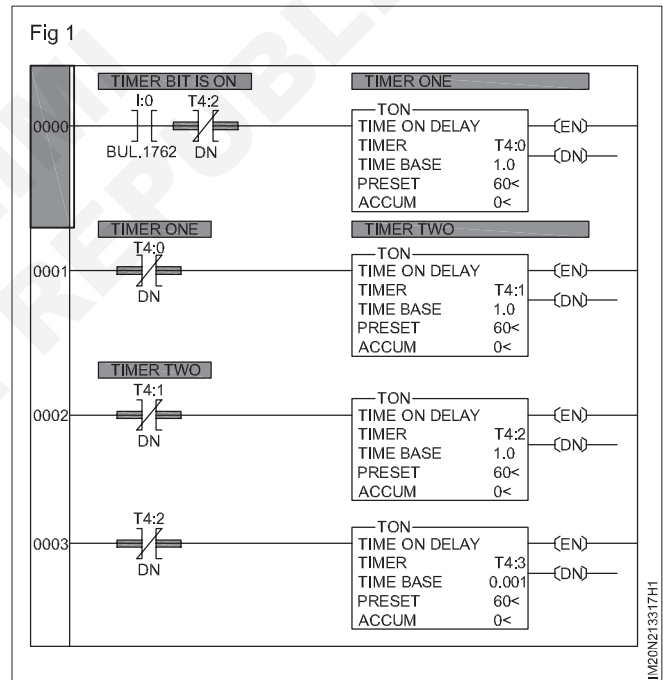 Fig 1
TIMER BIT IS ON
TIMER ONE
I:0 T4:2
0000
BUL.1762 DN
TON
TIME ON DELAY
TIMER T4:0
TIME BASE 1.0
PRESET 60<
ACCUM 0<
(EN)
(DN)
TIMER ONE
TIMER TWO
T4:0
0001
DN
TON
TIME ON DELAY
TIMER T4:1
TIME BASE 1.0
PRESET 60<
ACCUM 0<
(EN)
(DN)
TIMER TWO
T4:1
0002
DN
TON
TIME ON DELAY
TIMER T4:2
TIME BASE 1.0
PRESET 60<
ACCUM 0<
(EN)
(DN)
T4:2
0003
DN
TON
TIME ON DELAY
TIMER T4:3
TIME BASE 0.001
PRESET 60<
ACCUM 0<
(EN)
(DN)
IM20N213317H1